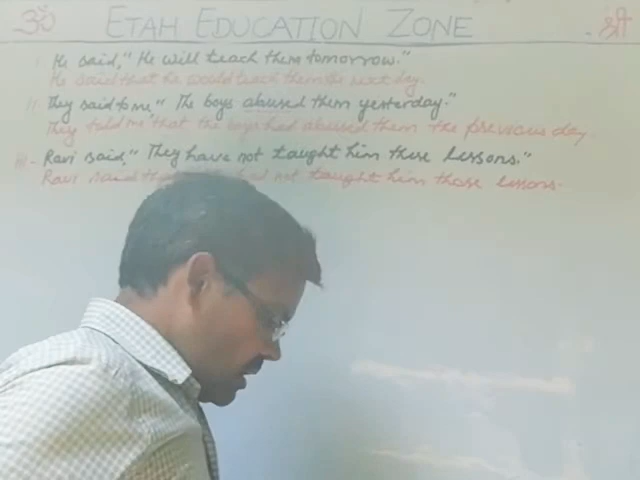 ॐ ETAH EDUCATION ZONE श्री
I. He said, "He will teach them tomorrow."
He said that he would teach them the next day.
II. They said to me "The boys abused them yesterday."
They told me that the boys had abused them the previous day.
III- Ravi said, "They have not taught him these lessons."
Ravi said that had not taught him those lessons.